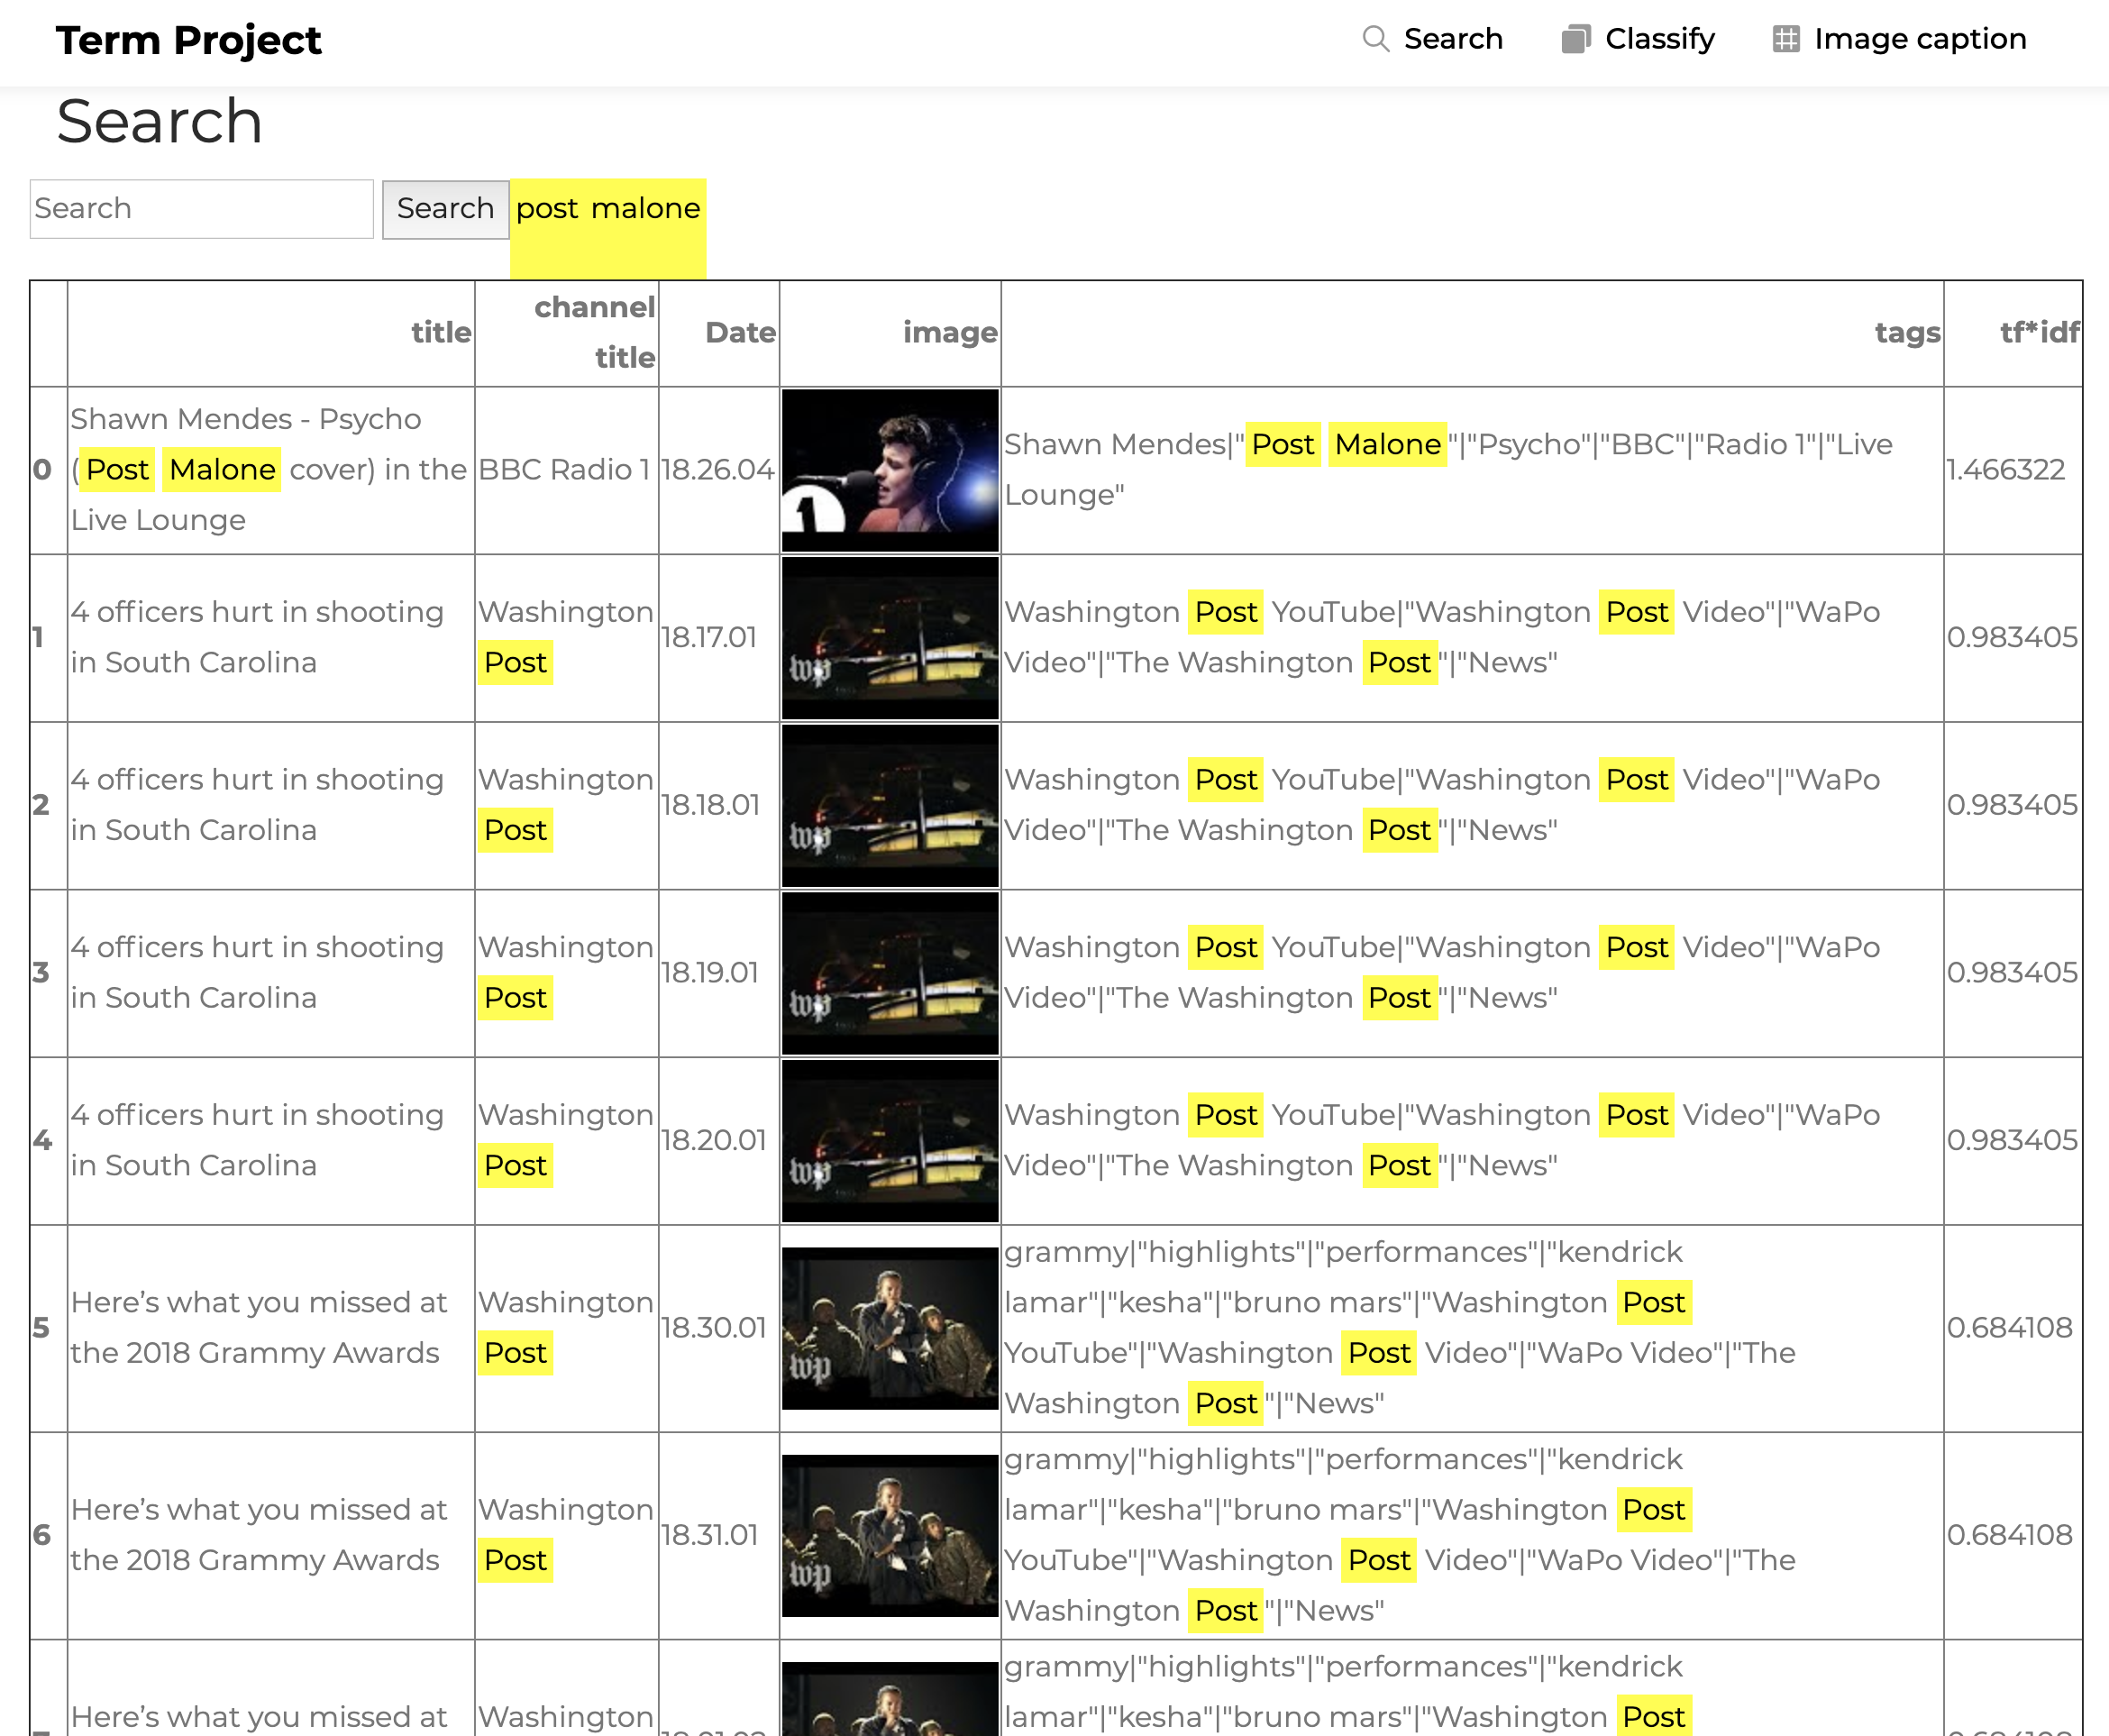 Term Project
Search
Classify
Image caption
Search
Search
Search
post malone
title
channel
title
Date
image
tags
tf*idf
0
Shawn Mendes - Psycho
(Post Malone cover) in the
Live Lounge
BBC Radio 1
18.26.04
1
Shawn Mendes|"Post Malone"|"Psycho"|"BBC"|"Radio 1"|"Live
Lounge"
1.466322
1
4 officers hurt in shooting
in South Carolina
Washington
Post
18.17.01
wp
Washington Post YouTube|"Washington Post Video"|"WaPo
Video"|"The Washington Post"|"News"
0.983405
2
4 officers hurt in shooting
in South Carolina
Washington
Post
18.18.01
wp
Washington Post YouTube|"Washington Post Video"|"WaPo
Video"|"The Washington Post"|"News"
0.983405
3
4 officers hurt in shooting
in South Carolina
Washington
Post
18.19.01
wp
Washington Post YouTube|"Washington Post Video"|"WaPo
Video"|"The Washington Post"|"News"
0.983405
4
4 officers hurt in shooting
in South Carolina
Washington
Post
18.20.01
wp
Washington Post YouTube|"Washington Post Video"|"WaPo
Video"|"The Washington Post"|"News"
0.983405
5
Here’s what you missed at
the 2018 Grammy Awards
Washington
Post
18.30.01
wp
grammy|"highlights"|"performances"|"kendrick
lamar"|"kesha"|"bruno mars"|"Washington Post
YouTube"|"Washington Post Video"|"WaPo Video"|"The
Washington Post"|"News"
0.684108
6
Here’s what you missed at
the 2018 Grammy Awards
Washington
Post
18.31.01
wp
grammy|"highlights"|"performances"|"kendrick
lamar"|"kesha"|"bruno mars"|"Washington Post
YouTube"|"Washington Post Video"|"WaPo Video"|"The
Washington Post"|"News"
0.684108
Here’s what you missed at
Washington
grammy|"highlights"|"performances"|"kendrick
lamar"|"kesha"|"bruno mars"|"Washington Post